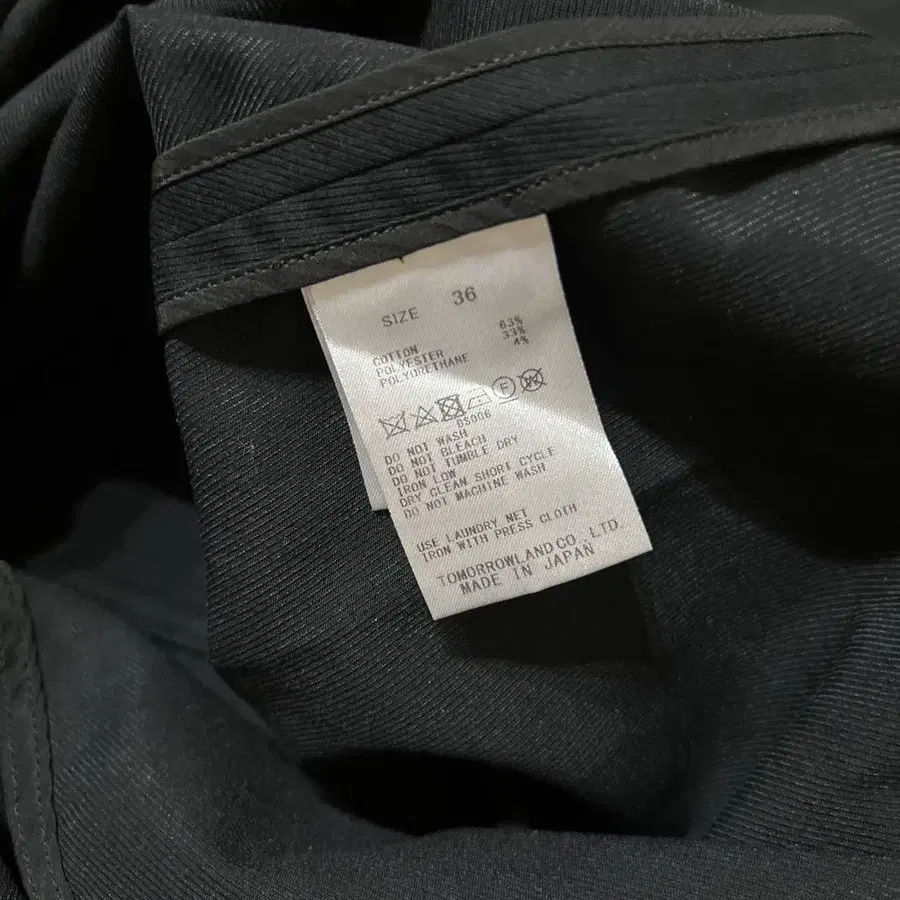 SIZE 36
COTTON 63%
POLYESTER 33%
POLYURETHANE 4%
F W
DS006
DO NOT WASH
DO NOT BLEACH
DO NOT TUMBLE DRY
IRON LOW
DRY CLEAN SHORT CYCLE
DO NOT MACHINE WASH
USE LAUNDRY NET
IRON WITH PRESS CLOTH
TOMORROWLAND CO.,LTD.
MADE IN JAPAN